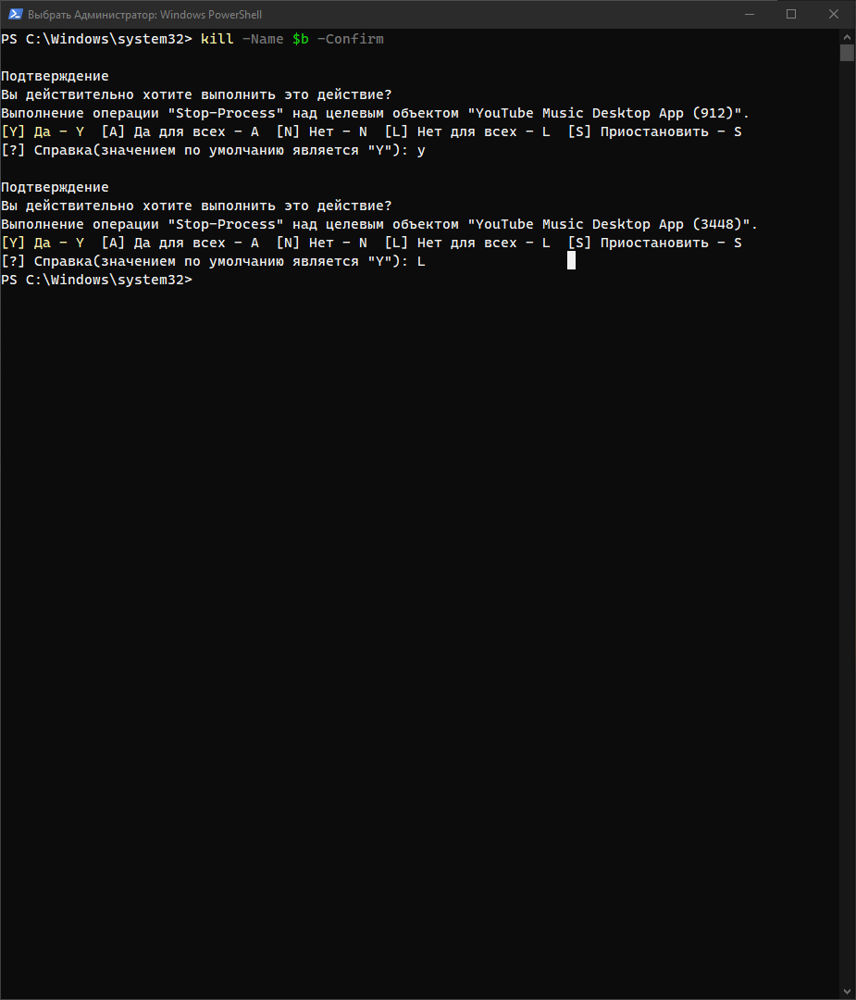 Выбрать Администратор: Windows PowerShell
PS C:\Windows\system32> kill -Name $b -Confirm
Подтверждение
Вы действительно хотите выполнить это действие?
Выполнение операции "Stop-Process" над целевым объектом "YouTube Music Desktop App (912)".
[Y] Да - Y  [A] Да для всех - A  [N] Нет - N  [L] Нет для всех - L  [S] Приостановить - S
[?] Справка(значением по умолчанию является "Y"): y
Подтверждение
Вы действительно хотите выполнить это действие?
Выполнение операции "Stop-Process" над целевым объектом "YouTube Music Desktop App (3448)".
[Y] Да - Y  [A] Да для всех - A  [N] Нет - N  [L] Нет для всех - L  [S] Приостановить - S
[?] Справка(значением по умолчанию является "Y"): L
PS C:\Windows\system32>